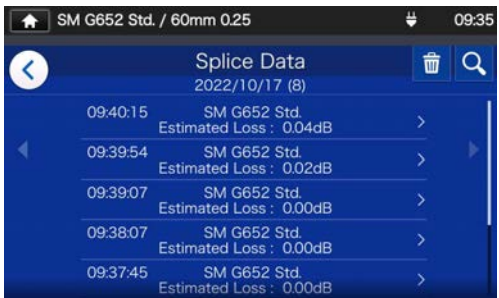 SM G652 Std. / 60mm 0.25 09:35
Splice Data
2022/10/17 (8)
09:40:15 SM G652 Std.
Estimated Loss : 0.04dB
09:39:54 SM G652 Std.
Estimated Loss : 0.02dB
09:39:07 SM G652 Std.
Estimated Loss : 0.00dB
09:38:07 SM G652 Std.
Estimated Loss : 0.00dB
09:37:45 SM G652 Std.
Estimated Loss : 0.00dB